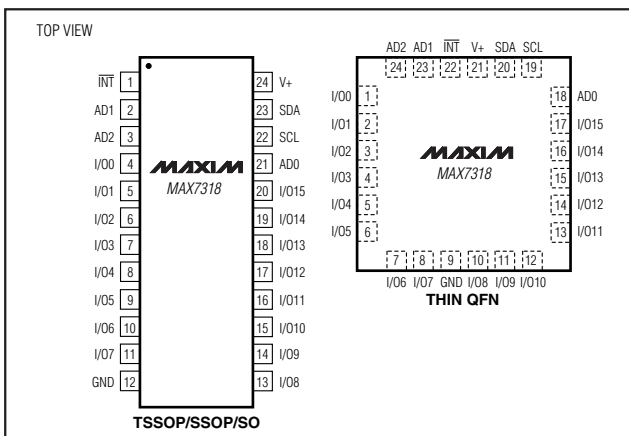 TOP VIEW
INT 1
AD1 2
AD2 3
I/O0 4
I/O1 5
I/O2 6
I/O3 7
I/O4 8
I/O5 9
I/O6 10
I/O7 11
GND 12
MAXIM
MAX7318
24 V+
23 SDA
22 SCL
21 AD0
20 I/O15
19 I/O14
18 I/O13
17 I/O12
16 I/O11
15 I/O10
14 I/O9
13 I/O8
TSSOP/SSOP/SO
AD2 AD1 INT V+ SDA SCL
24 23 22 21 20 19
I/O0 1
I/O1 2
I/O2 3
I/O3 4
I/O4 5
I/O5 6
MAXIM
MAX7318
18 AD0
17 I/O15
16 I/O14
15 I/O13
14 I/O12
13 I/O11
7 8 9 10 11 12
I/O6 I/O7 GND I/O8 I/O9 I/O10
THIN QFN